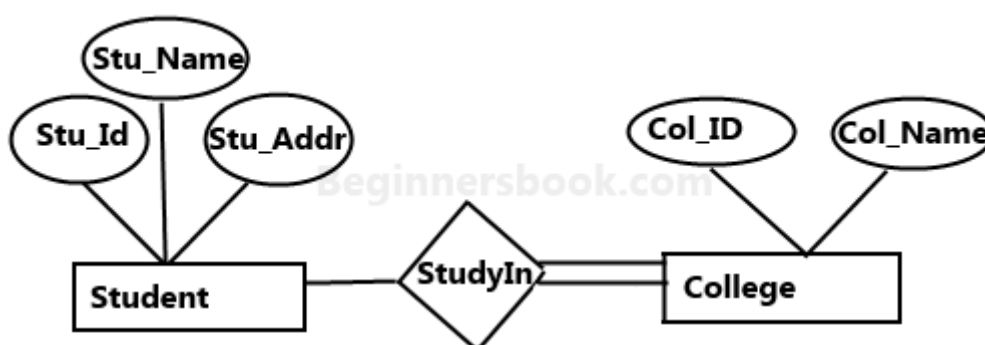 Stu_Name
Stu_Id
Stu_Addr
Col_ID
Col_Name
Beginnersbook.com
Student
StudyIn
College